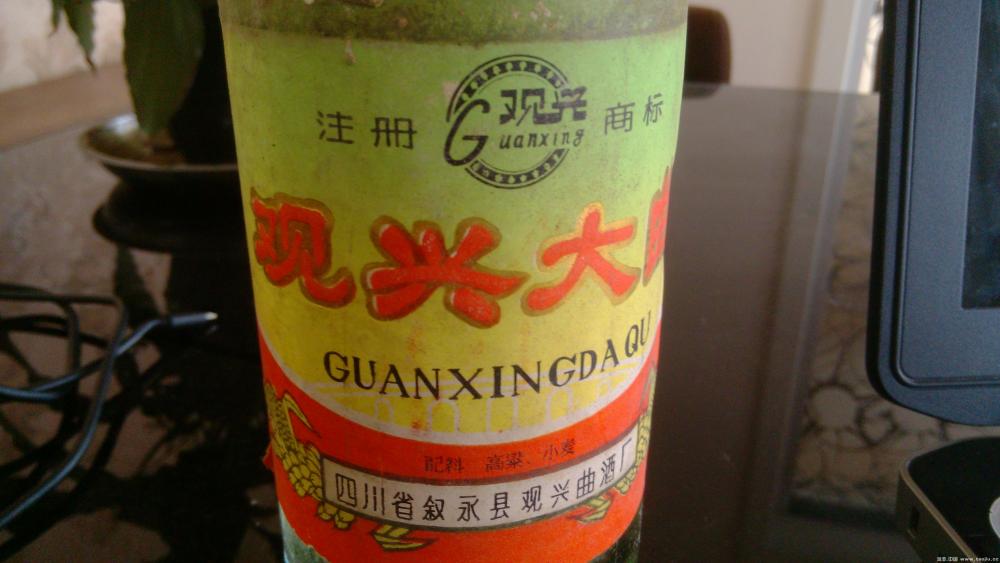 注册 观兴 商标
Guanxing
观兴大曲
GUANXINGDAQU
配料 高粱、小麦
四川省叙永县观兴曲酒厂